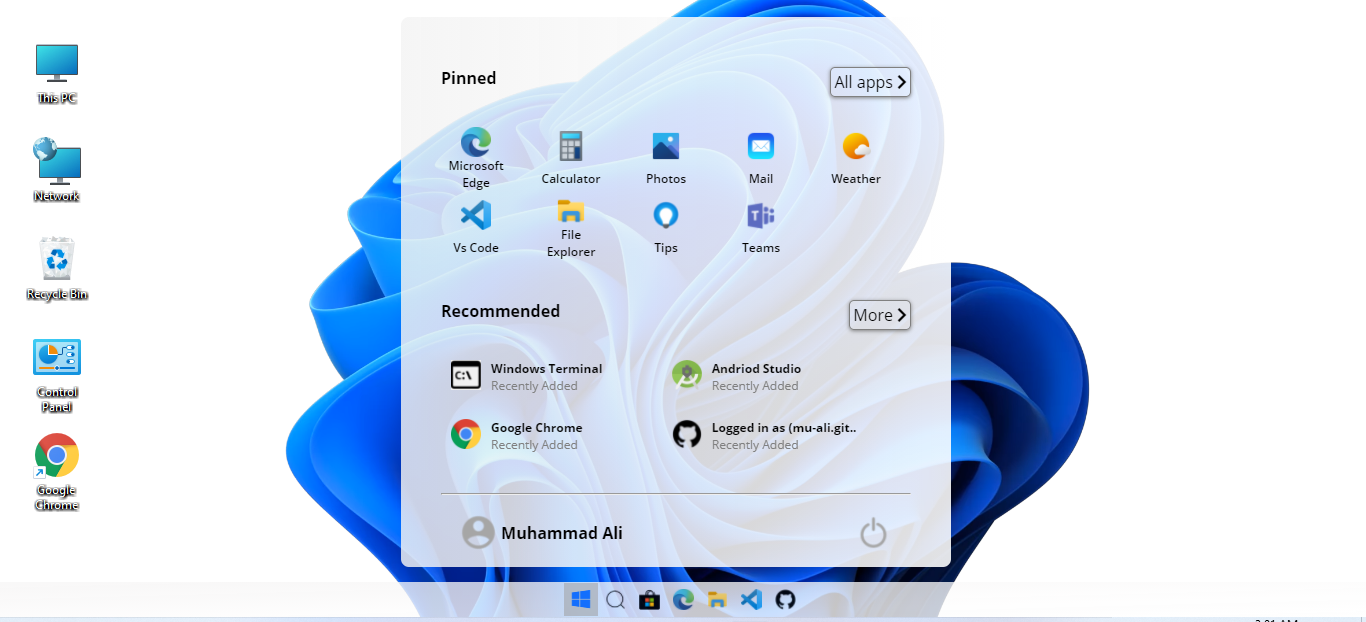 This PC
Network
Recycle Bin
Control
Panel
Google
Chrome
Pinned
All apps
Microsoft
Edge
Calculator
Photos
Mail
Weather
Vs Code
File
Explorer
Tips
Teams
Recommended
More
C:\
Windows Terminal
Recently Added
Andriod Studio
Recently Added
Google Chrome
Recently Added
Logged in as (mu-ali.git..
Recently Added
Muhammad Ali